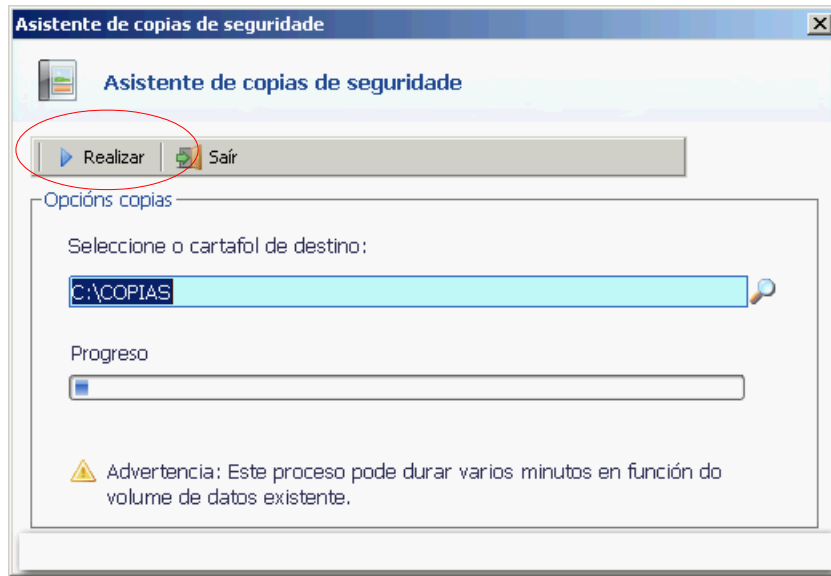 Asistente de copias de seguridade
Asistente de copias de seguridade
Realizar Saír
Opcións copias
Seleccione o cartafol de destino:
C:\COPIAS
Progreso
Advertencia: Este proceso pode durar varios minutos en función do
volume de datos existente.